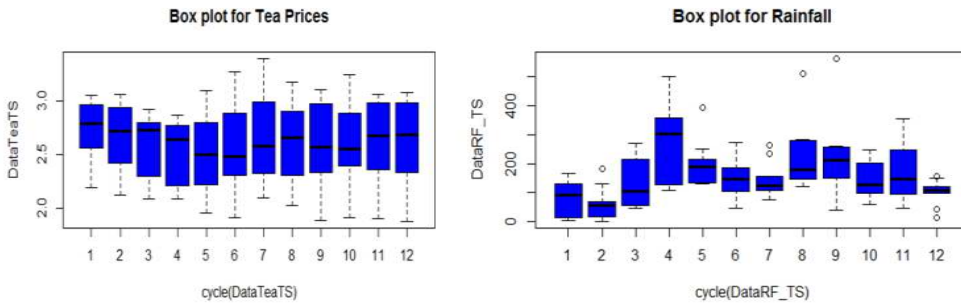 Box plot for Tea Prices
DataTeaTS
3.0
2.5
2.0
1 2 3 4 5 6 7 8 9 10 11 12
cycle(DataTeaTS)
Box plot for Rainfall
DataRF_TS
400
200
0
1 2 3 4 5 6 7 8 9 10 11 12
cycle(DataRF_TS)